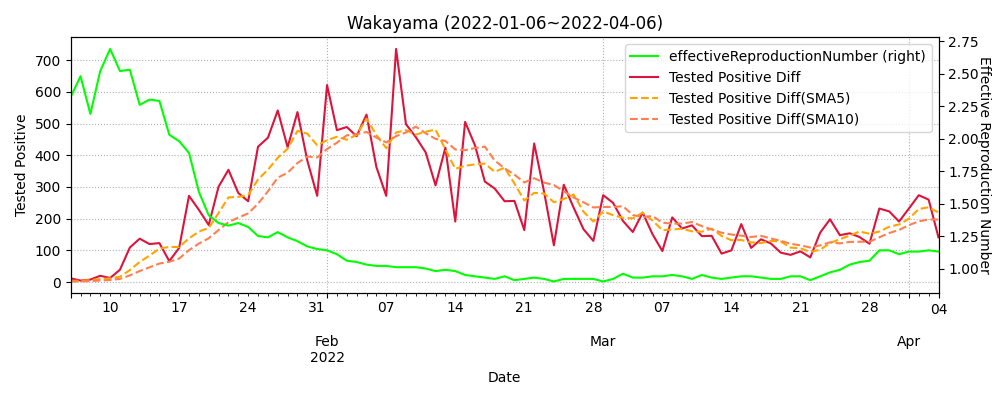 Wakayama (2022-01-06~2022-04-06)
effectiveReproductionNumber (right)
Tested Positive Diff
Tested Positive Diff(SMA5)
Tested Positive Diff(SMA10)
Tested Positive
700
600
500
400
300
200
100
0
2.75
2.50
2.25
2.00
1.75
1.50
1.25
1.00
Effective Reproduction Number
10 17 24 31 07 14 21 28 07 14 21 28 04
Feb Mar Apr
2022
Date